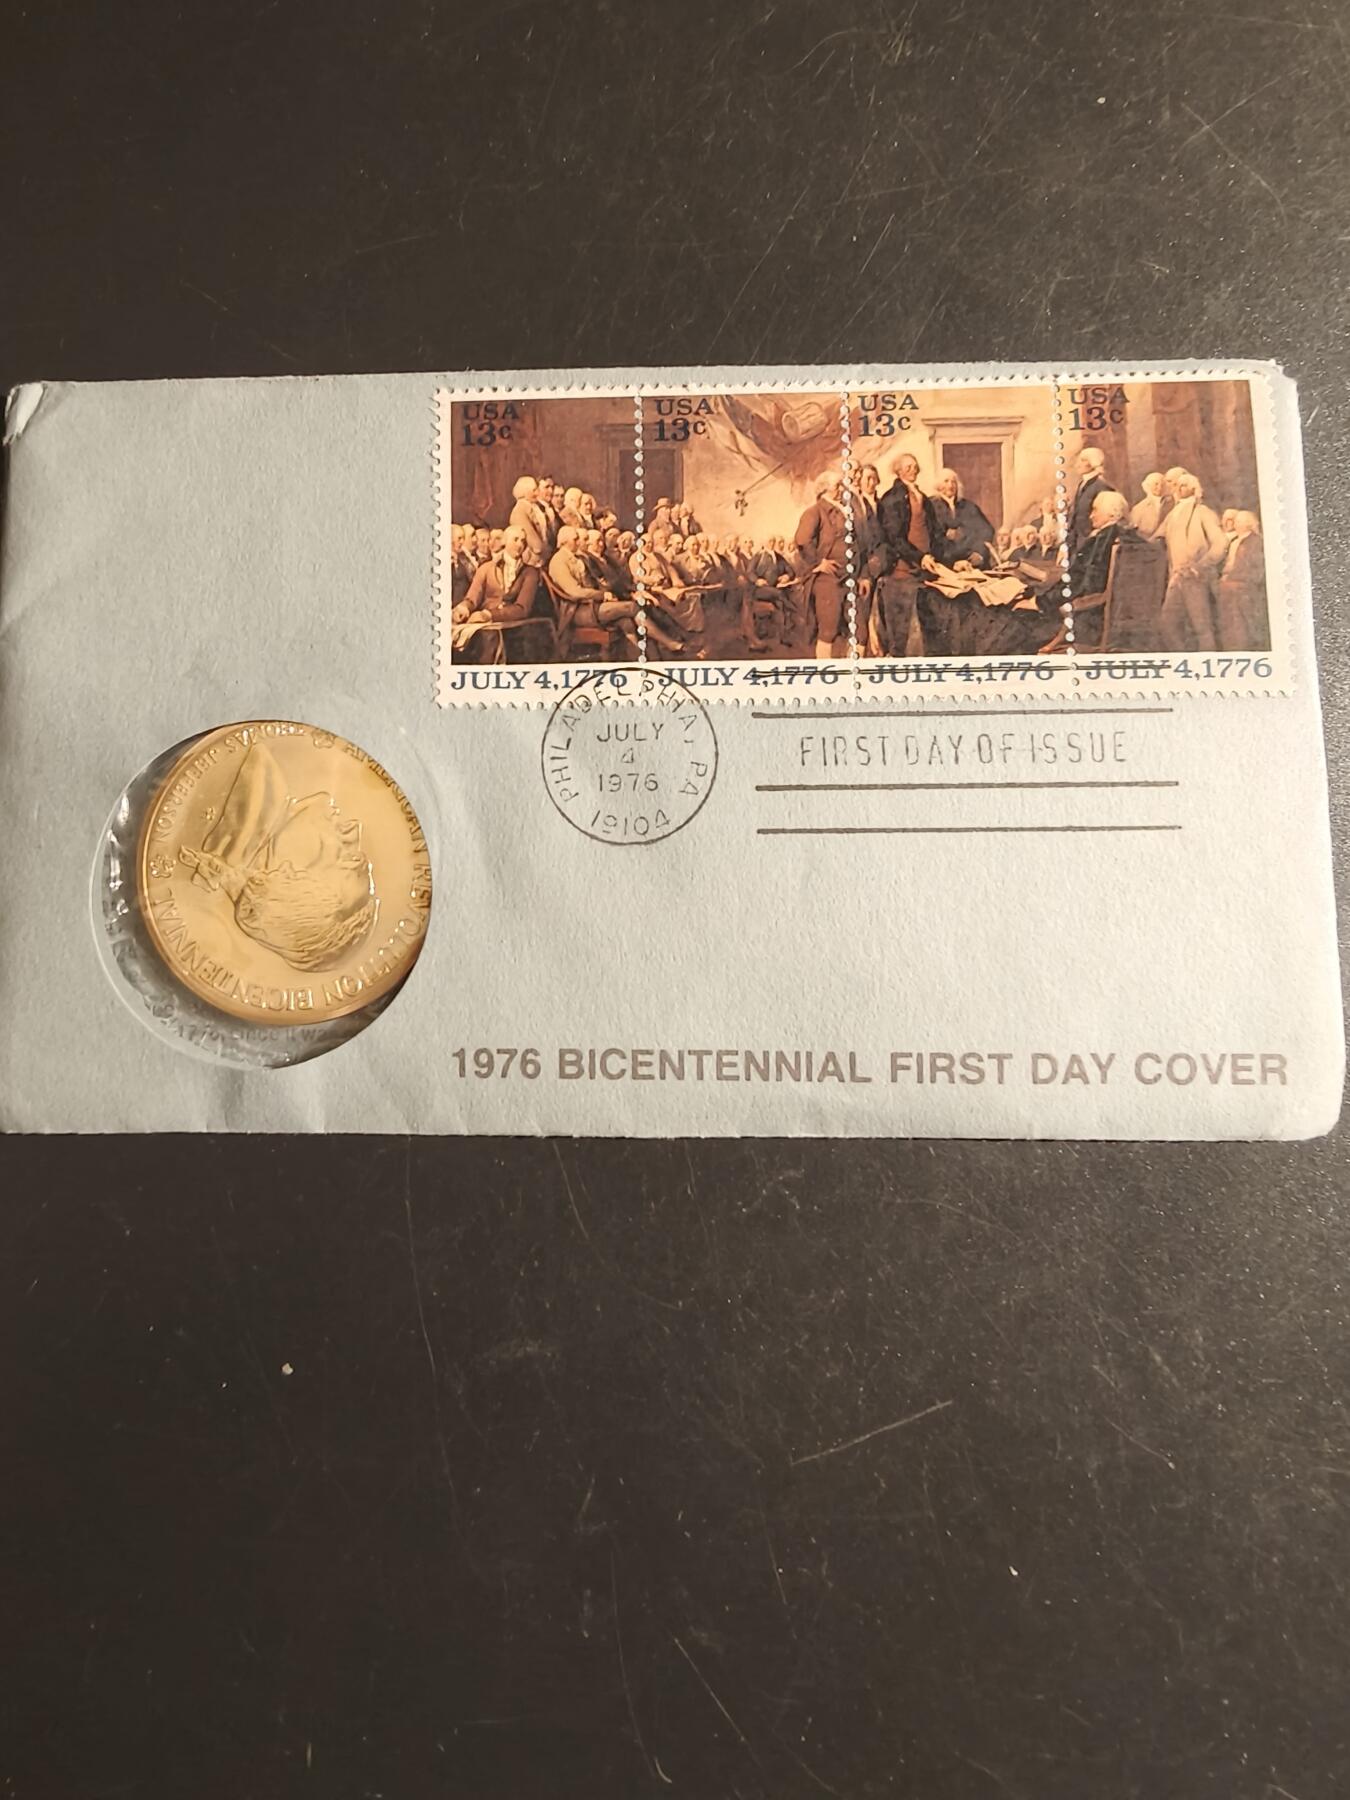 USA 13c
USA 13c
USA 13c
USA 13c
JULY 4,1776
JULY 4,1776
JULY 4,1776
JULY 4,1776
PHILADELPHIA, PA
JULY
4
1976
19104
FIRST DAY OF ISSUE
THOMAS JEFFERSON
AMERICAN REVOLUTION BICENTENNIAL
1976 BICENTENNIAL FIRST DAY COVER